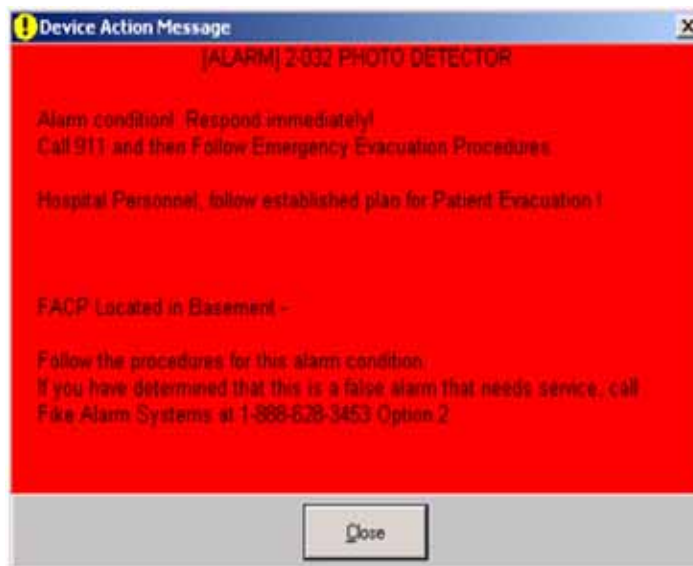 Device Action Message
[ALARM] 2-032 PHOTO DETECTOR
Alarm condition! Respond immediately!
Call 911 and then Follow Emergency Evacuation Procedures.
Hospital Personnel, follow established plan for Patient Evacuation !
FACP Located in Basement -
Follow the procedures for this alarm condition.
If you have determined that this is a false alarm that needs service, call
Fike Alarm Systems at 1-888-628-3453 Option 2
Close